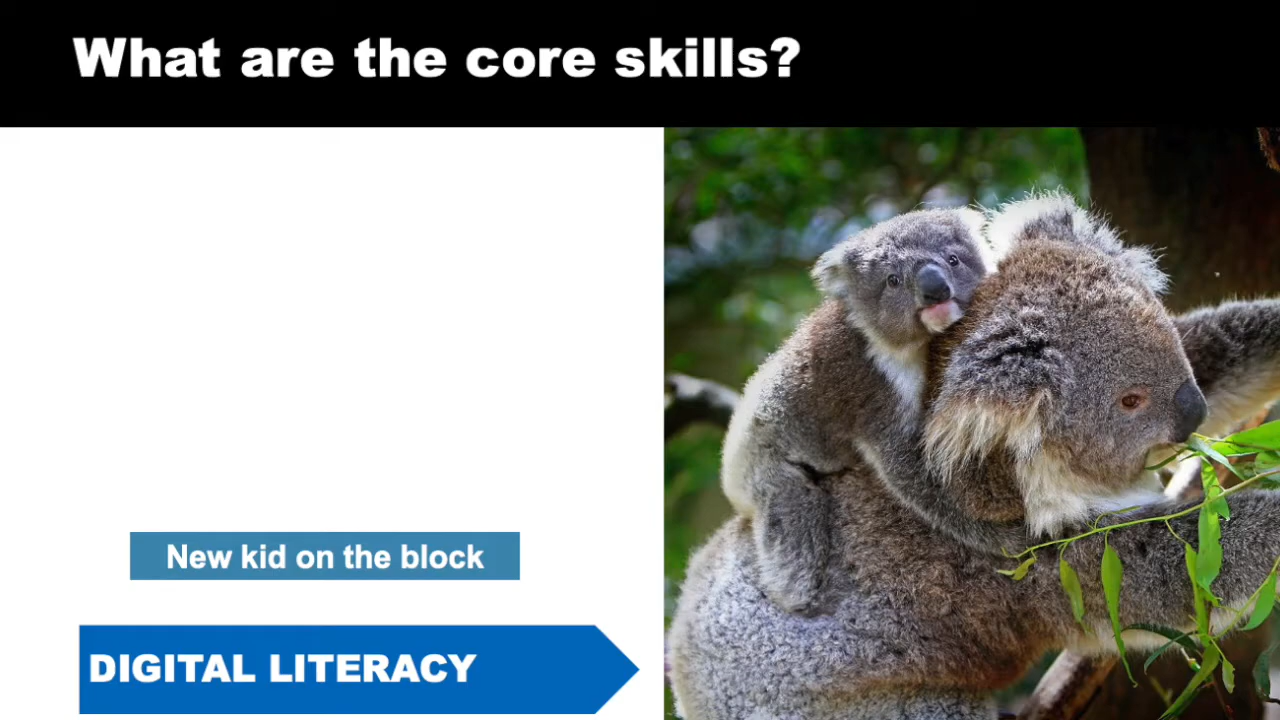 What are the core skills?
New kid on the block
DIGITAL LITERACY